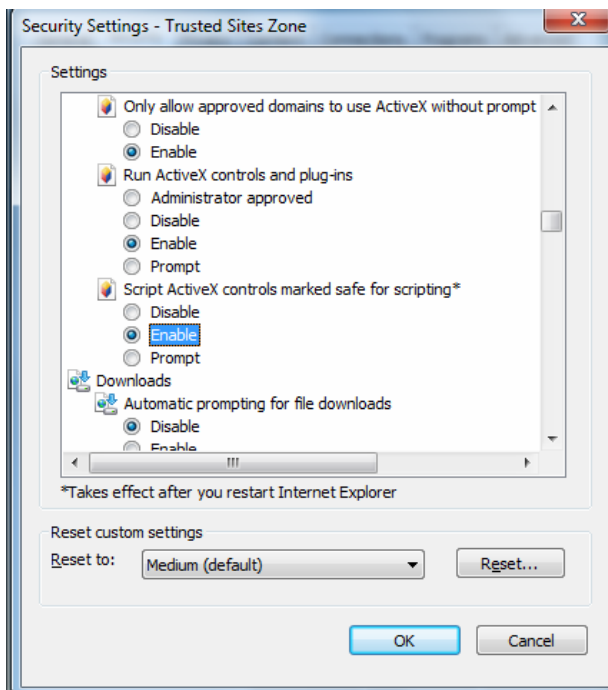 Security Settings - Trusted Sites Zone
Settings
Only allow approved domains to use ActiveX without prompt
Disable
Enable
Run ActiveX controls and plug-ins
Administrator approved
Disable
Enable
Prompt
Script ActiveX controls marked safe for scripting*
Disable
Enable
Prompt
Downloads
Automatic prompting for file downloads
Disable
Enable
*Takes effect after you restart Internet Explorer
Reset custom settings
Reset to:
Medium (default)
Reset...
OK
Cancel